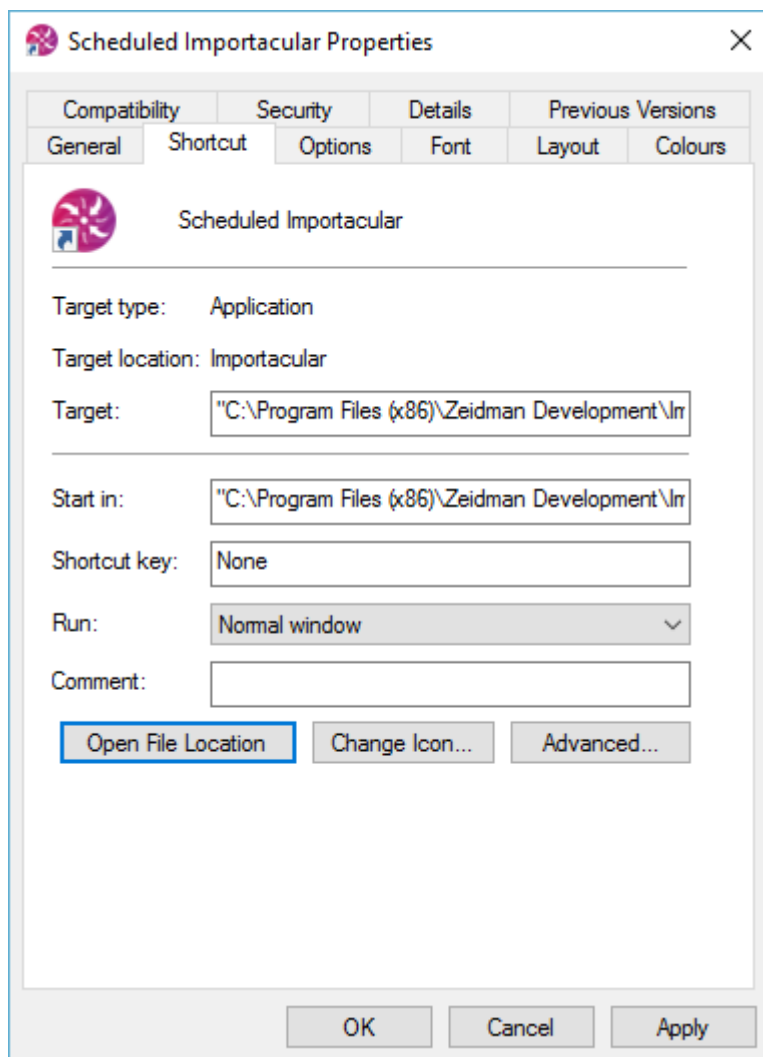 Scheduled Importacular Properties
Compatibility Security Details Previous Versions
General Shortcut Options Font Layout Colours
Scheduled Importacular
Target type: Application
Target location: Importacular
Target: "C:\Program Files (x86)\Zeidman Development\Im
Start in: "C:\Program Files (x86)\Zeidman Development\Im
Shortcut key: None
Run: Normal window
Comment:
Open File Location Change Icon... Advanced...
OK Cancel Apply